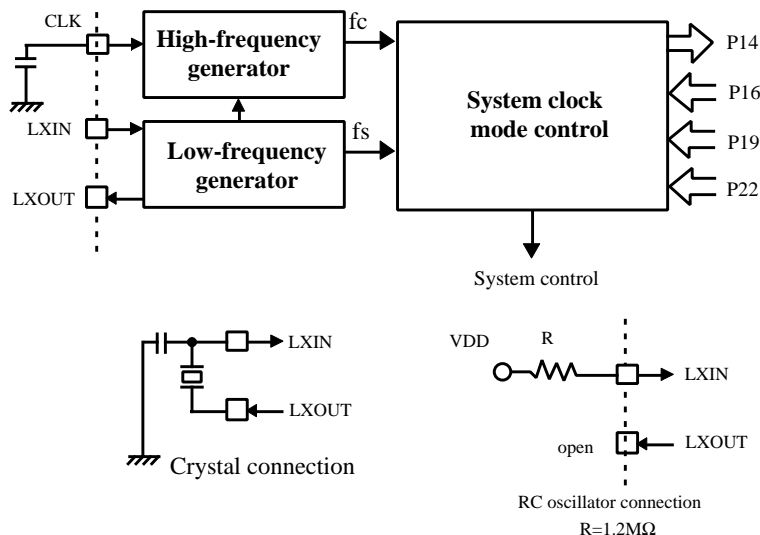 CLK
High-frequency
generator
fc
P14
P16
System clock
mode control
LXIN
fs
P19
Low-frequency
generator
LXOUT
P22
System control
LXIN
LXOUT
Crystal connection
VDD
R
LXIN
open
LXOUT
RC oscillator connection
R=1.2MΩ